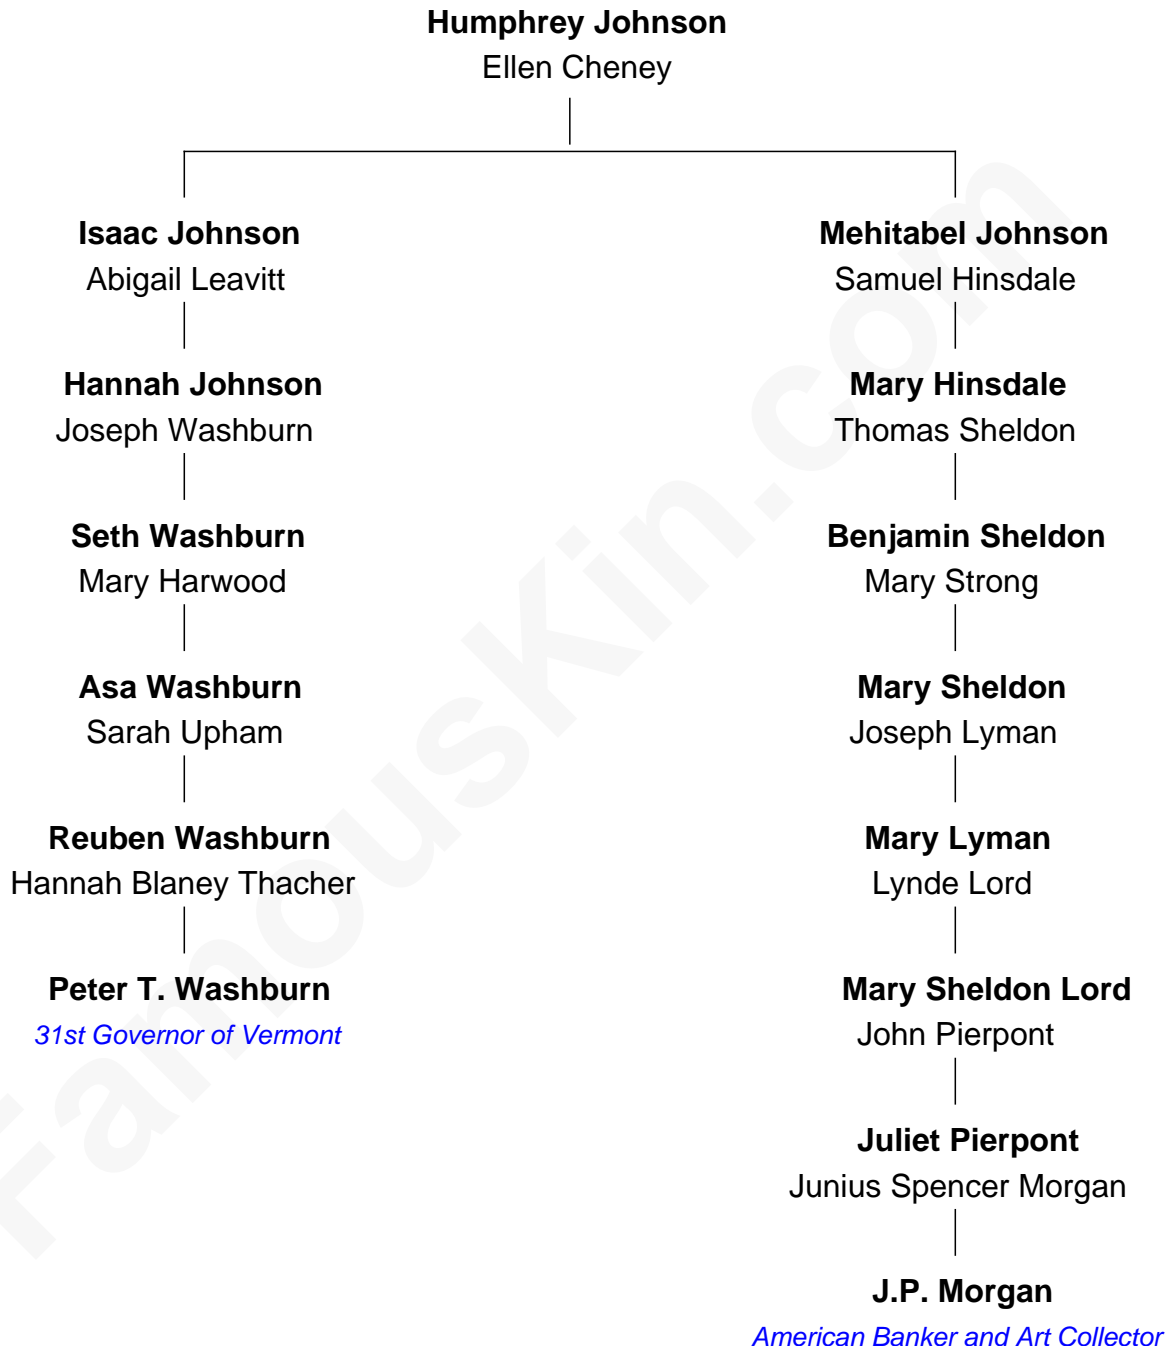 Humphrey Johnson
Ellen Cheney
Isaac Johnson
Abigail Leavitt
Hannah Johnson
Joseph Washburn
Seth Washburn
Mary Harwood
Asa Washburn
Sarah Upham
Reuben Washburn
Hannah Blaney Thacher
Peter T. Washburn
31st Governor of Vermont
Mehitabel Johnson
Samuel Hinsdale
Mary Hinsdale
Thomas Sheldon
Benjamin Sheldon
Mary Strong
Mary Sheldon
Joseph Lyman
Mary Lyman
Lynde Lord
Mary Sheldon Lord
John Pierpont
Juliet Pierpont
Junius Spencer Morgan
J.P. Morgan
American Banker and Art Collector
FamousKin.com